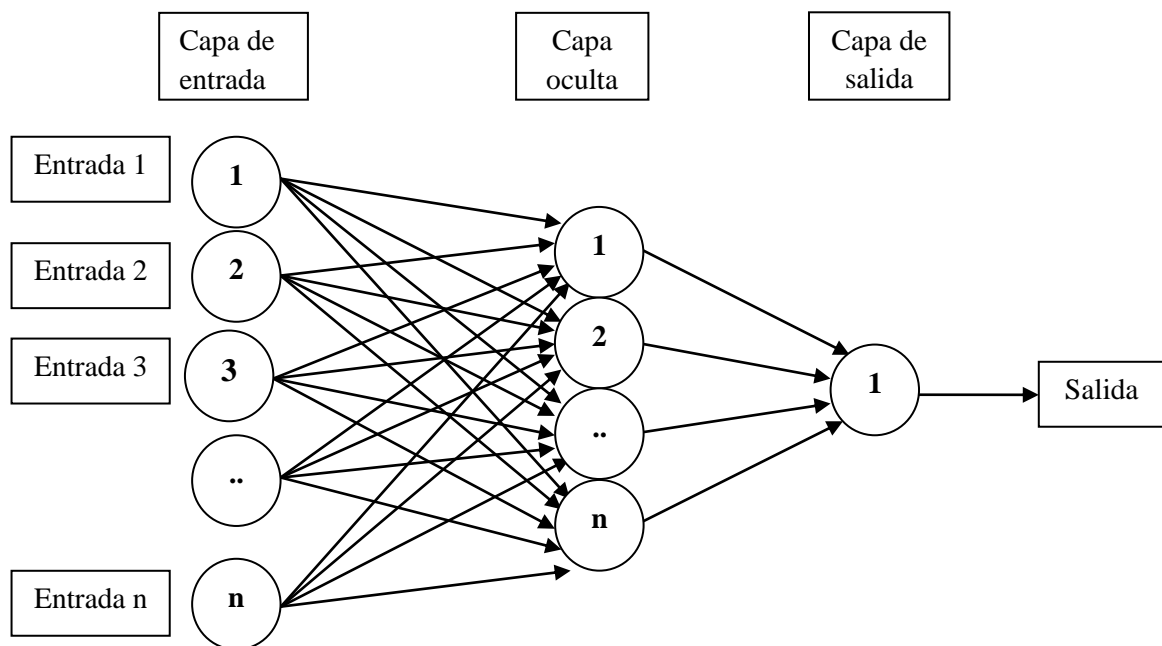 Capa de
entrada
Capa
oculta
Capa de
salida
Entrada 1
1
Entrada 2
2
Entrada 3
3
..
Entrada n
n
1
2
..
n
1
Salida